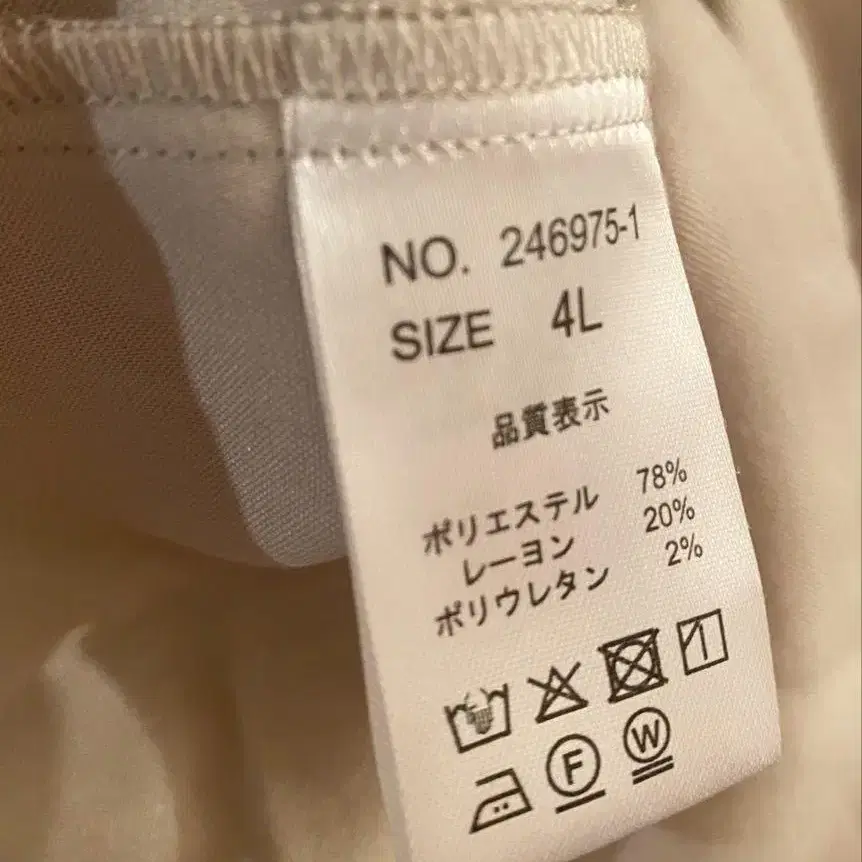 NO. 246975-1
SIZE 4L
品質表示
ポリエステル 78%
レーヨン 20%
ポリウレタン 2%
F W